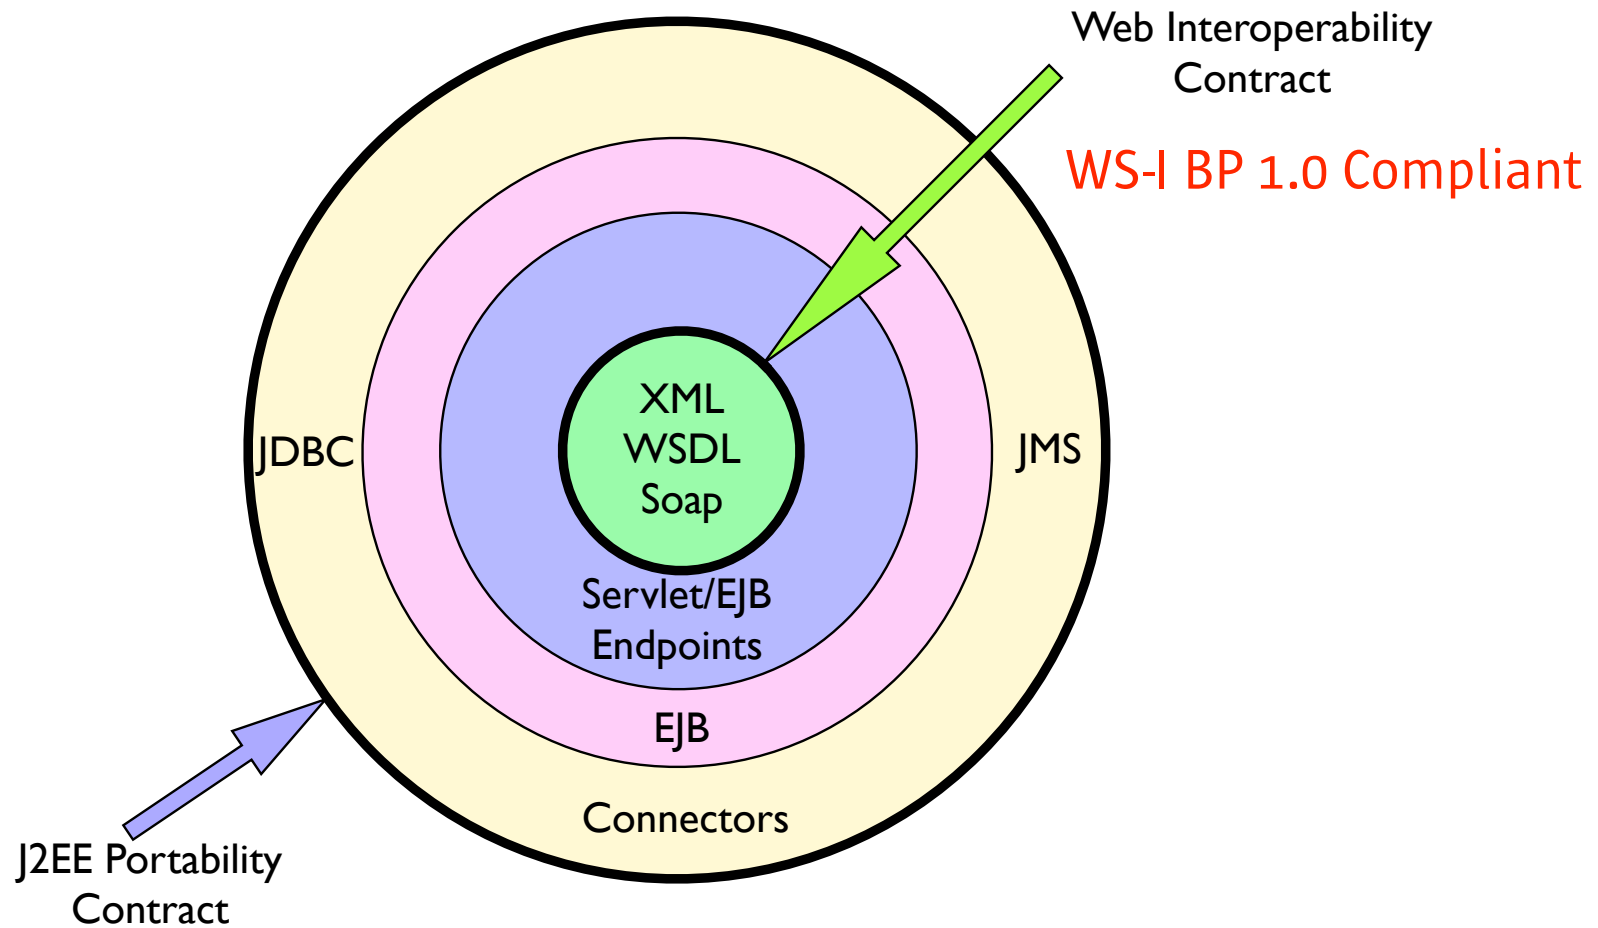 Web Interoperability
Contract
WS-I BP 1.0 Compliant
XML
WSDL
Soap
JDBC
JMS
Servlet/EJB
Endpoints
EJB
Connectors
J2EE Portability
Contract